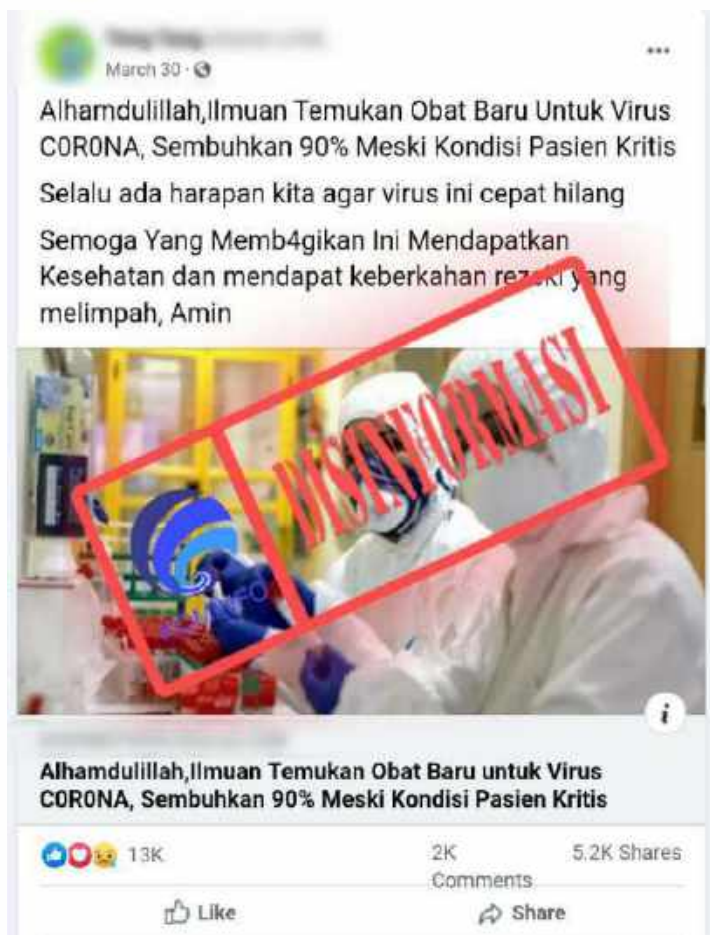 March 30
Alhamdulillah,Ilmuan Temukan Obat Baru Untuk Virus
C0R0NA, Sembuhkan 90% Meski Kondisi Pasien Kritis
Selalu ada harapan kita agar virus ini cepat hilang
Semoga Yang Memb4gikan Ini Mendapatkan
Kesehatan dan mendapat keberkahan rezeki yang
melimpah, Amin
DISINFORMASI
Alhamdulillah,Ilmuan Temukan Obat Baru untuk Virus
C0R0NA, Sembuhkan 90% Meski Kondisi Pasien Kritis
13K
2K
Comments
5.2K Shares
Like
Share